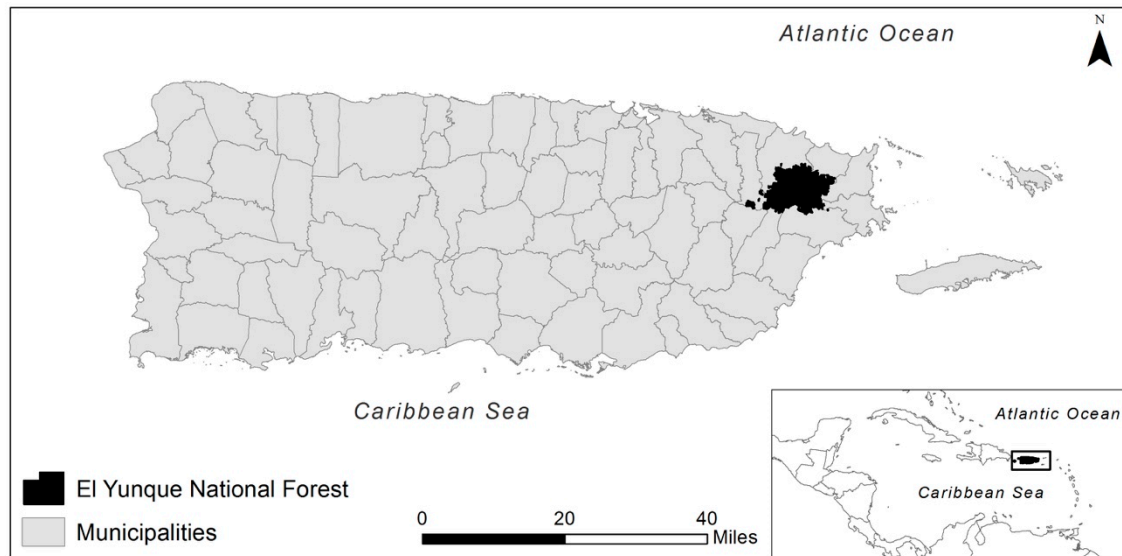 Atlantic Ocean
N
Caribbean Sea
El Yunque National Forest
Municipalities
0 20 40
Miles
Atlantic Ocean
Caribbean Sea